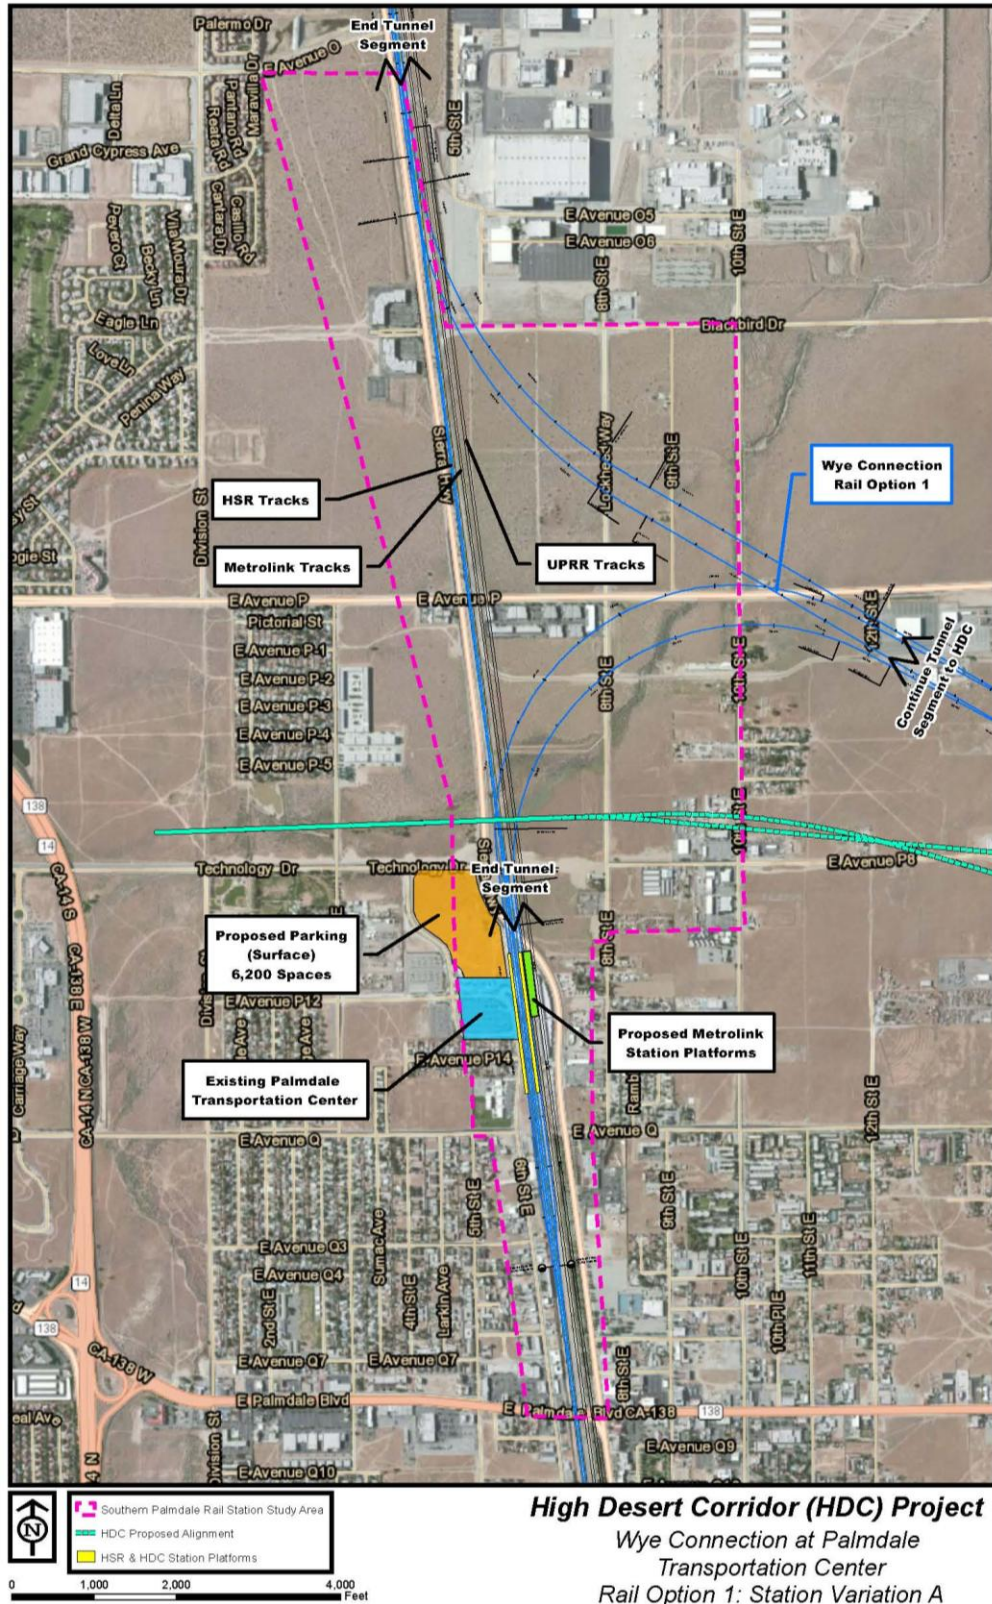 Palermo Dr
End Tunnel
Segment
E Avenue O
Delta Ln
Maravilla Dr
Pantano Rd
Reata Rd
Grand Cypress Ave
5th St E
Castillo Rd
Cantara Dr
Pavero Ct
Villa Moura Dr
Becky Ln
E Avenue O5
E Avenue O6
8th St E
10th St E
Eagle Ln
Blackbird Dr
Love Ln
Penina Way
Sierra Hwy
Lockheed Way
9th St E
Wye Connection
Rail Option 1
HSR Tracks
Division St
Metrolink Tracks
UPRR Tracks
E Avenue P
E Avenue P
Pictorial St
12th St E
E Avenue P-1
E Avenue P-2
8th St E
10th St E
Continue Tunnel
Segment to HDC
E Avenue P-3
E Avenue P-4
E Avenue P-5
138
14
10th St E
E Avenue P8
Technology Dr
Technology Dr
End Tunnel
Segment
CA-14 S
CA-138 E
Proposed Parking
(Surface)
6,200 Spaces
8th St E
E Avenue P12
Proposed Metrolink
Station Platforms
Carriage Way
CA-14 N CA-138 W
E Avenue P14
Existing Palmdale
Transportation Center
12th St E
E Avenue Q
E Avenue Q
6th St E
5th St E
9th St E
E Avenue Q3
Sumac Ave
10th St E
11th St E
14
E Avenue Q4
2nd St E
4th St E
Larkin Ave
10th Pl E
138
CA-138 W
E Avenue Q7
E Avenue Q7
8th St E
E Palmdale Blvd
E Palmdale Blvd CA-138
138
Division St
E Avenue Q9
E Avenue Q10
N
Southern Palmdale Rail Station Study Area
HDC Proposed Alignment
HSR & HDC Station Platforms
0 1,000 2,000 4,000
Feet
High Desert Corridor (HDC) Project
Wye Connection at Palmdale
Transportation Center
Rail Option 1: Station Variation A